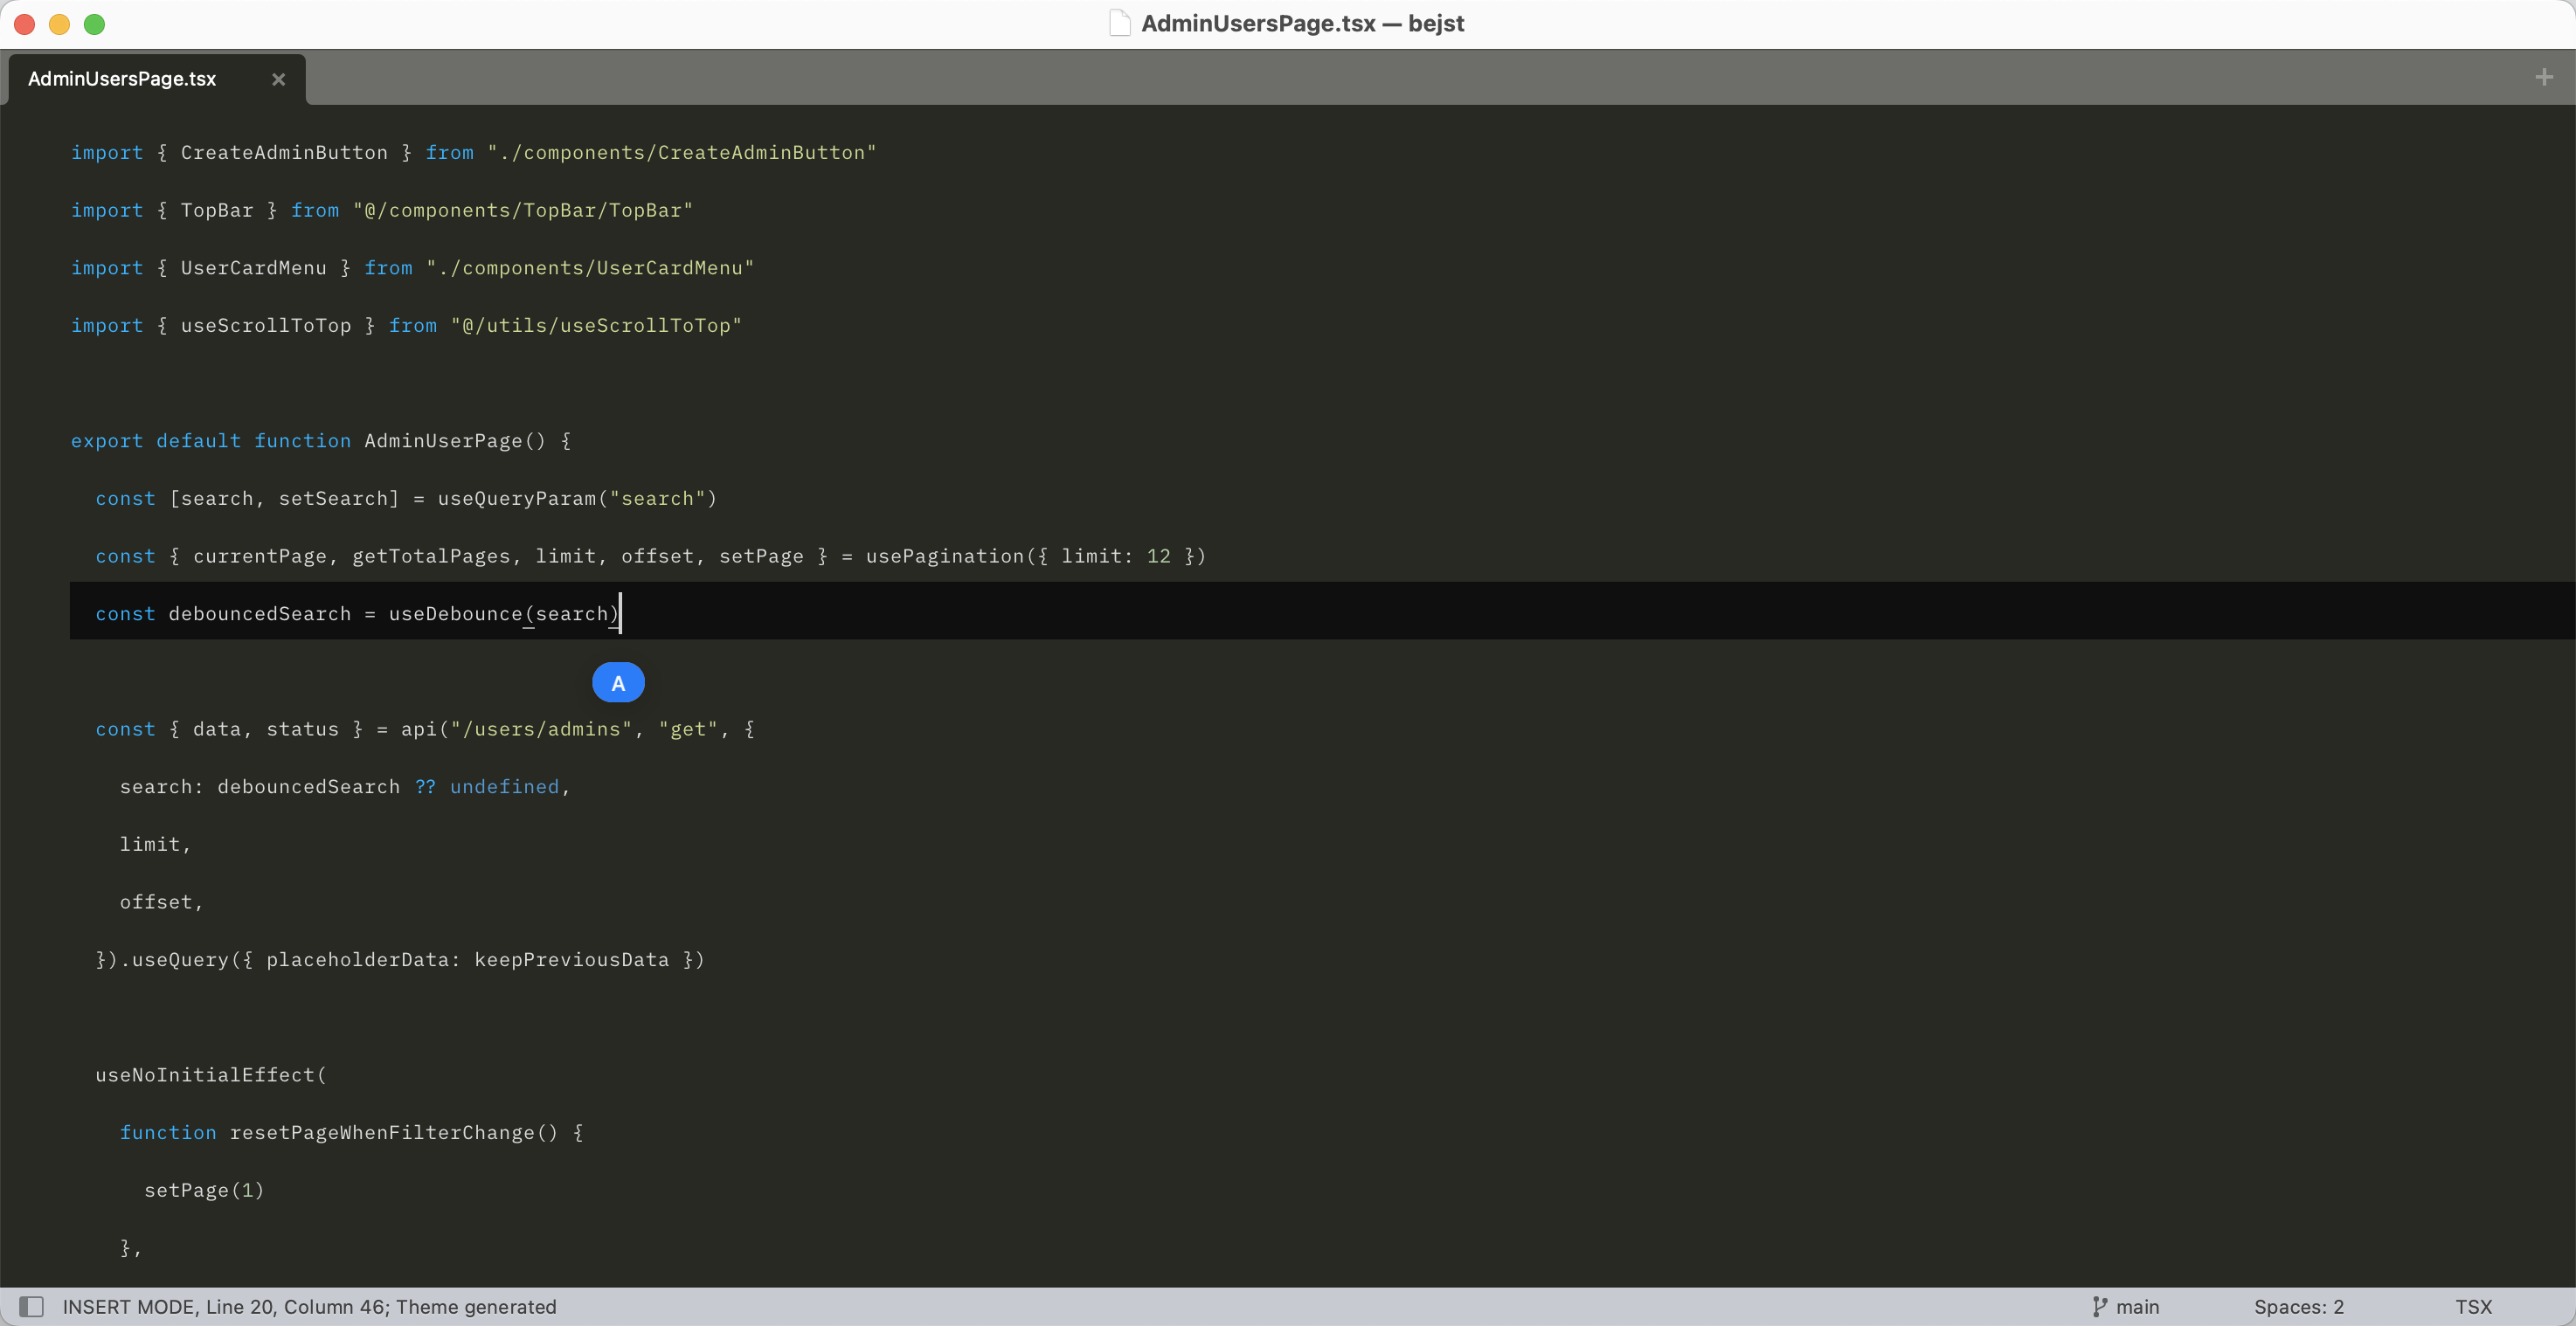 AdminUsersPage.tsx — bejst
AdminUsersPage.tsx
import { CreateAdminButton } from "./components/CreateAdminButton"
import { TopBar } from "@/components/TopBar/TopBar"
import { UserCardMenu } from "./components/UserCardMenu"
import { useScrollToTop } from "@/utils/useScrollToTop"
export default function AdminUserPage() {
  const [search, setSearch] = useQueryParam("search")
  const { currentPage, getTotalPages, limit, offset, setPage } = usePagination({ limit: 12 })
  const debouncedSearch = useDebounce(search)
A
  const { data, status } = api("/users/admins", "get", {
    search: debouncedSearch ?? undefined,
    limit,
    offset,
  }).useQuery({ placeholderData: keepPreviousData })
  useNoInitialEffect(
    function resetPageWhenFilterChange() {
      setPage(1)
    },
INSERT MODE, Line 20, Column 46; Theme generated
main
Spaces: 2
TSX